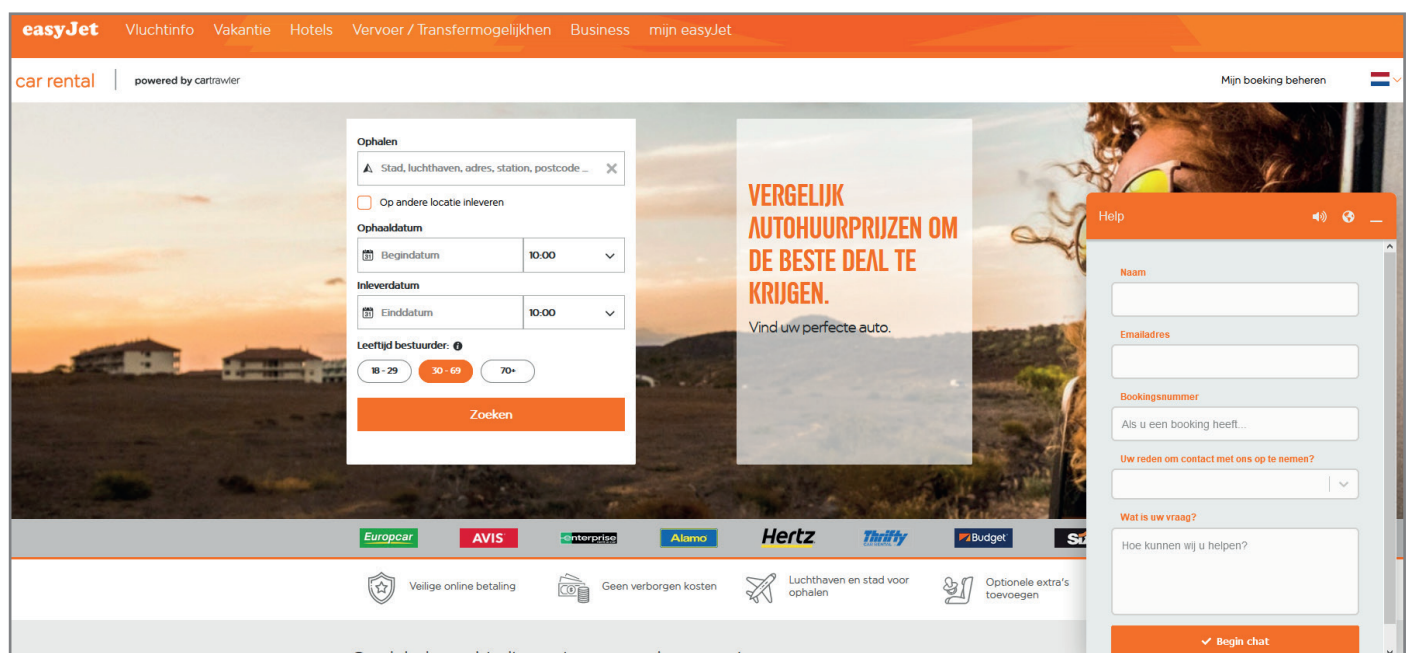 easyJet Vluchtinfo Vakantie Hotels Vervoer / Transfermogelijkhen Business mijn easyJet
car rental powered by cartrawler Mijn boeking beheren
Ophalen
Stad, luchthaven, adres, station, postcode ...
Op andere locatie inleveren
Ophaaldatum
Begindatum 10:00
Inleverdatum
Einddatum 10:00
Leeftijd bestuurder:
18 - 29 30 - 69 70+
Zoeken
VERGELIJK
AUTOHUURPRIJZEN OM
DE BESTE DEAL TE
KRIJGEN.
Vind uw perfecte auto.
Help
Naam
Emailadres
Bookingsnummer
Als u een booking heeft...
Uw reden om contact met ons op te nemen?
Wat is uw vraag?
Hoe kunnen wij u helpen?
Begin chat
Europcar AVIS enterprise Alamo Hertz Thrifty Budget
CAR RENTAL
Veilige online betaling
Geen verborgen kosten
Luchthaven en stad voor
ophalen
Optionele extra's
toevoegen